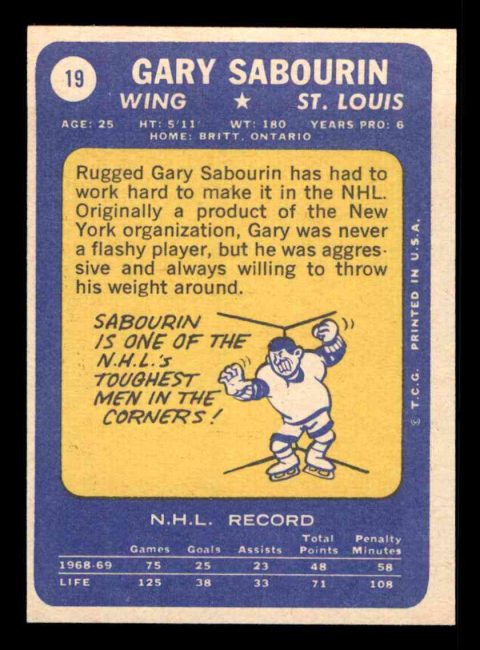 19
GARY SABOURIN
WING ★ ST. LOUIS
AGE: 25 HT: 5'11' WT: 180 YEARS PRO: 6
HOME: BRITT, ONTARIO
Rugged Gary Sabourin has had to
work hard to make it in the NHL.
Originally a product of the New
York organization, Gary was never
a flashy player, but he was aggres-
sive and always willing to throw
his weight around.
SABOURIN
IS ONE OF THE
N.H.L.'s
TOUGHEST
MEN IN THE
CORNERS!
© T.C.G. PRINTED IN U.S.A.
N.H.L. RECORD
Games Goals Assists Total Points Penalty Minutes
1968-69 75 25 23 48 58
LIFE 125 38 33 71 108